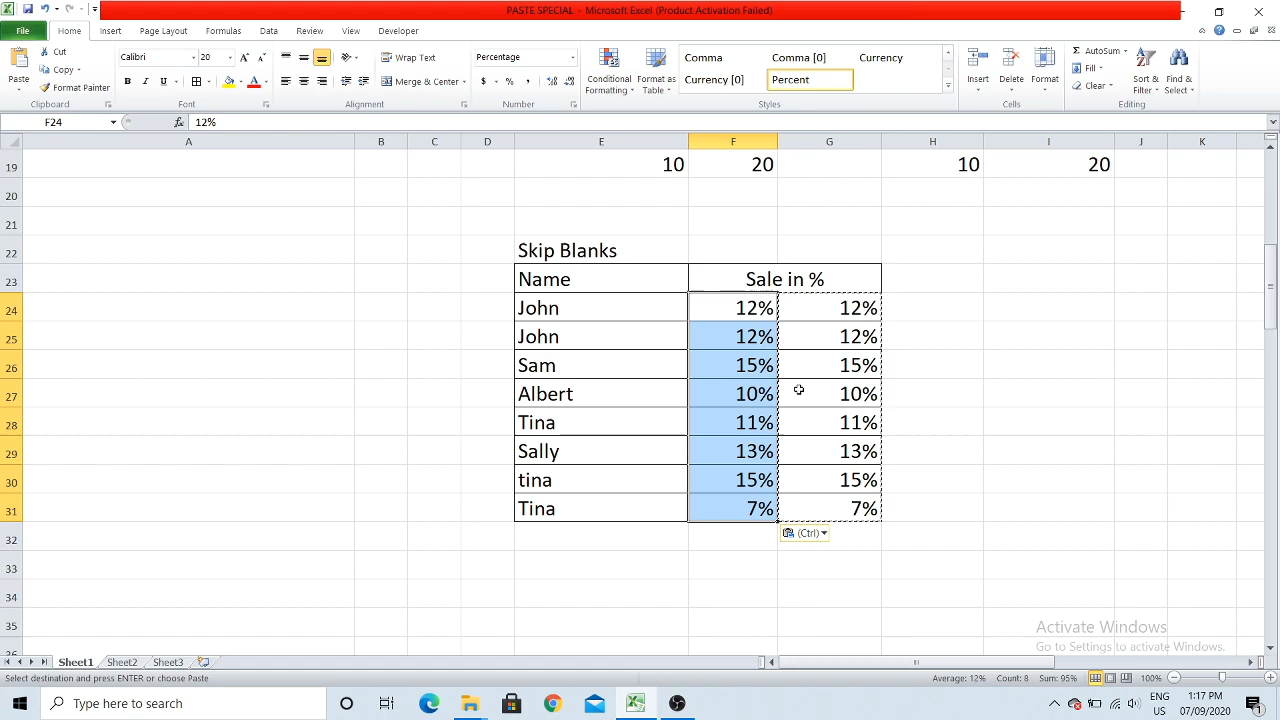 PASTE SPECIAL - Microsoft Excel (Product Activation Failed)
File Home Insert Page Layout Formulas Data Review View Developer
Paste
Cut
Copy
Format Painter
Clipboard
Calibri 20
B I U A
Font
Wrap Text
Merge & Center
Alignment
Percentage
$ % ,
Number
Conditional Formatting
Format as Table
Comma Comma [0] Currency
Currency [0] Percent
Styles
Insert Delete Format
Cells
Σ AutoSum
Fill
Clear
Sort & Filter
Find & Select
Editing
F24 fx 12%
A B C D E F G H I J K
19 10 20 10 20
20
21
22 Skip Blanks
23 Name Sale in %
24 John 12% 12%
25 John 12% 12%
26 Sam 15% 15%
27 Albert 10% 10%
28 Tina 11% 11%
29 Sally 13% 13%
30 tina 15% 15%
31 Tina 7% 7%
32 (Ctrl)
33
34
35
36
Activate Windows
Go to Settings to activate Windows.
Sheet1 Sheet2 Sheet3
Select destination and press ENTER or choose Paste Average: 12% Count: 8 Sum: 95% 100%
Type here to search
ENG
US
1:17 PM
07/09/2020
1